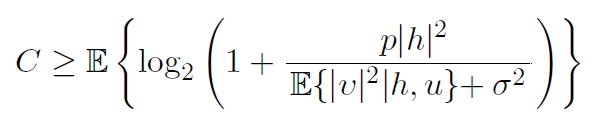 C ≥ 𝔼 { log₂ ( 1 + p|h|² / 𝔼{|υ|²|h, u} + σ² ) }